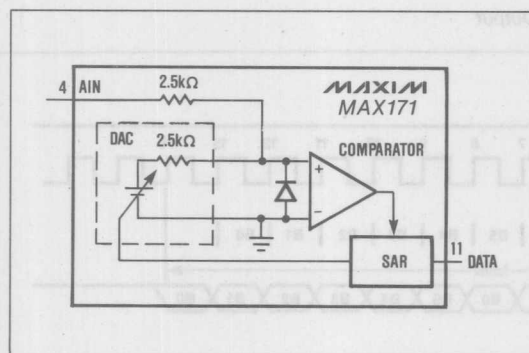 4 AIN 2.5kΩ
MAXIM
MAX171
DAC 2.5kΩ
COMPARATOR
+
−
11
SAR DATA